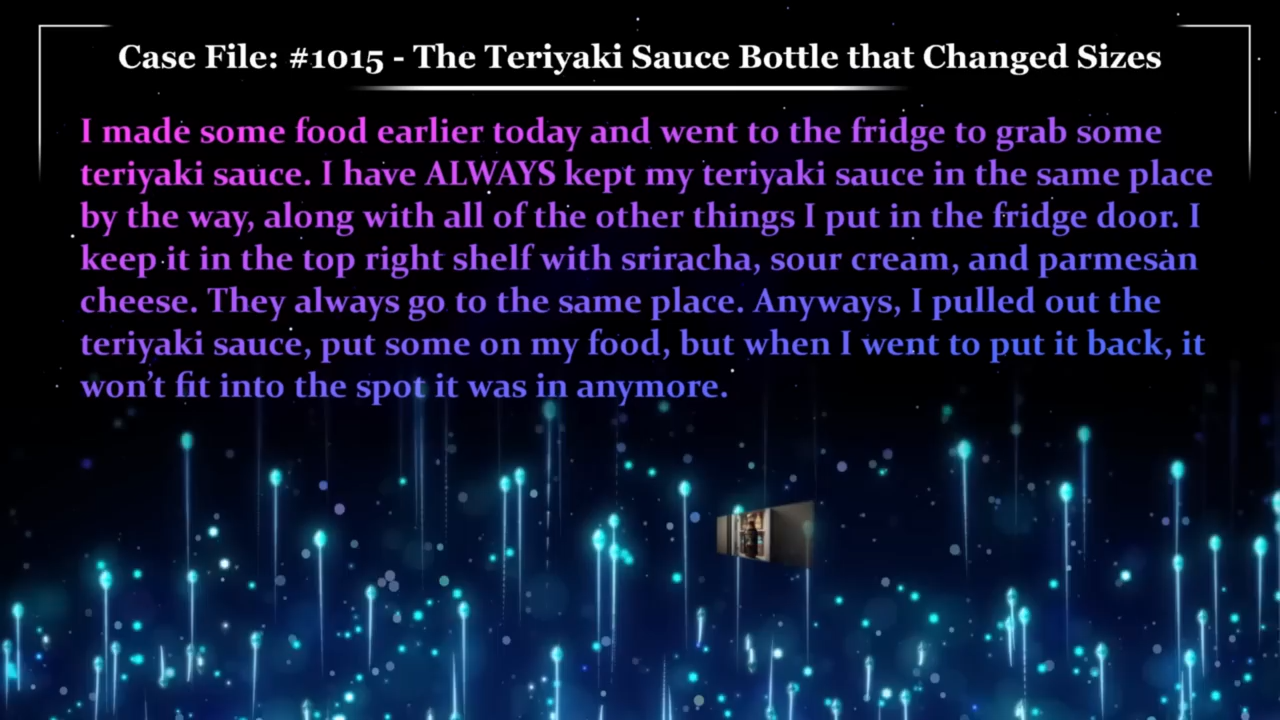 Case File: #1015 - The Teriyaki Sauce Bottle that Changed Sizes
I made some food earlier today and went to the fridge to grab some
teriyaki sauce. I have ALWAYS kept my teriyaki sauce in the same place
by the way, along with all of the other things I put in the fridge door. I
keep it in the top right shelf with sriracha, sour cream, and parmesan
cheese. They always go to the same place. Anyways, I pulled out the
teriyaki sauce, put some on my food, but when I went to put it back, it
won’t fit into the spot it was in anymore.